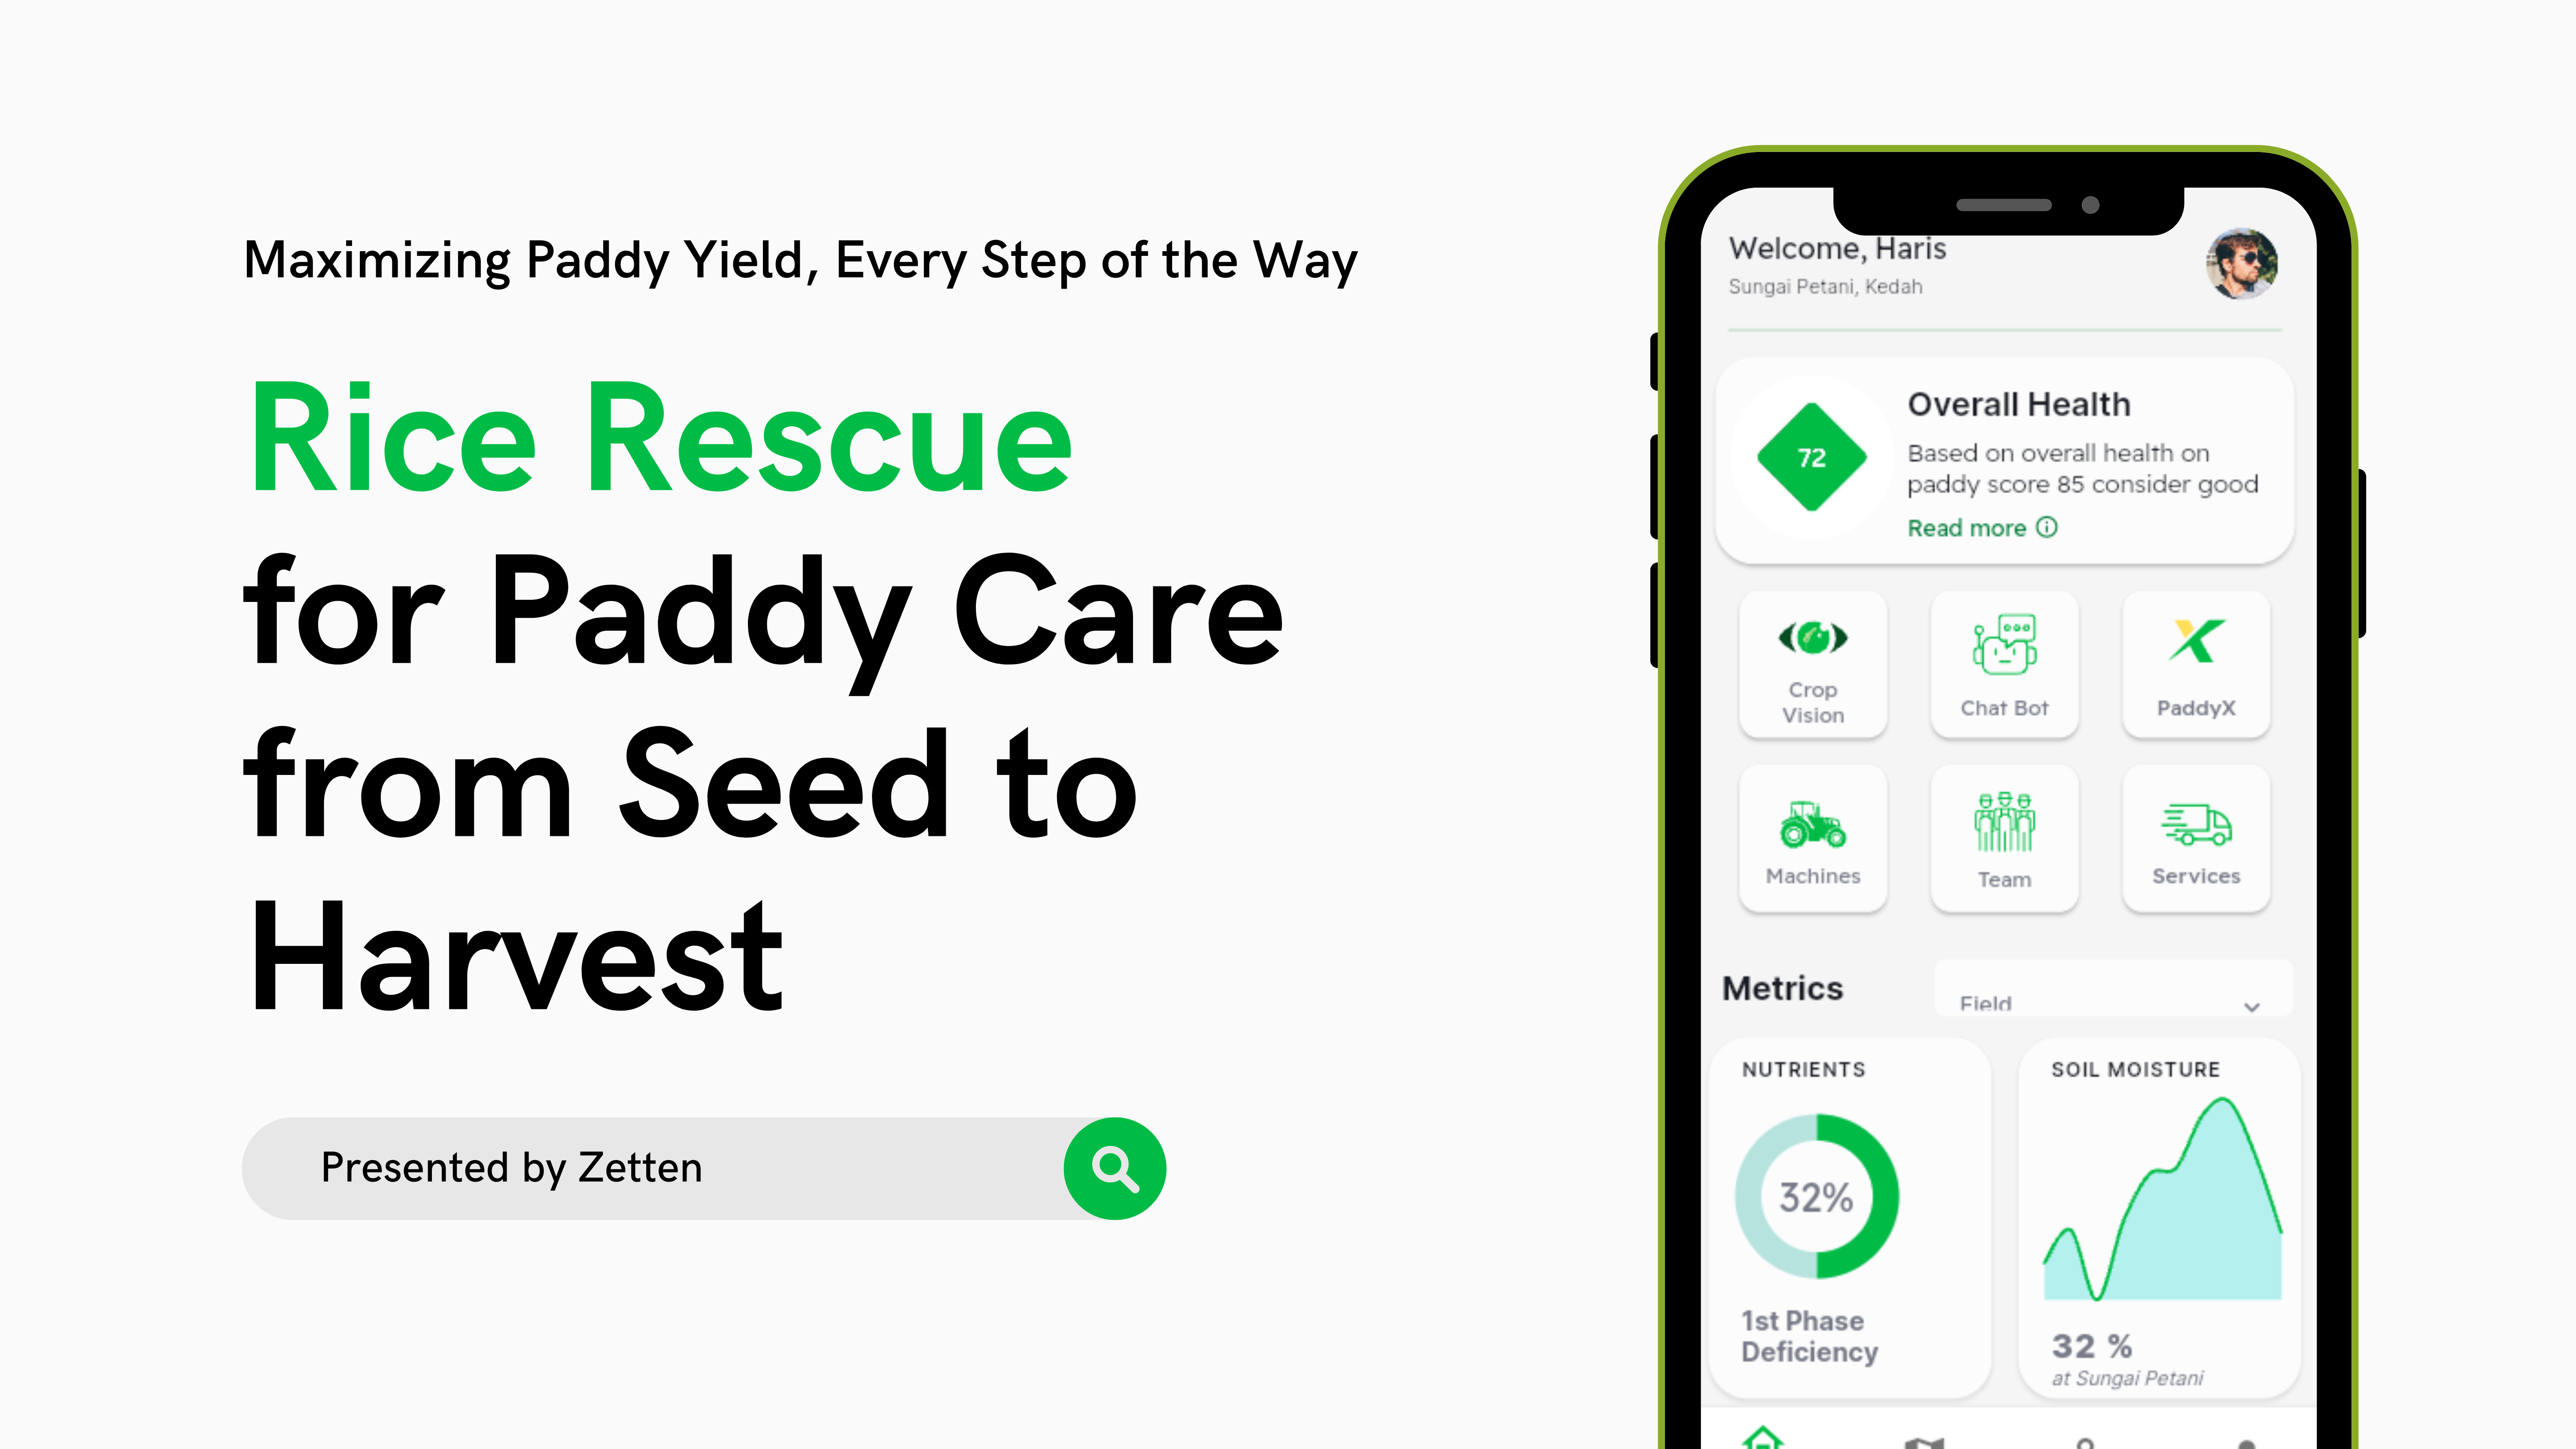 Maximizing Paddy Yield, Every Step of the Way
Rice Rescue
for Paddy Care
from Seed to
Harvest
Presented by Zetten
Welcome, Haris
Sungai Petani, Kedah
72
Overall Health
Based on overall health on
paddy score 85 consider good
Read more
Crop
Vision
Chat Bot
PaddyX
Machines
Team
Services
Metrics
Field
NUTRIENTS
32%
1st Phase
Deficiency
SOIL MOISTURE
32 %
at Sungai Petani